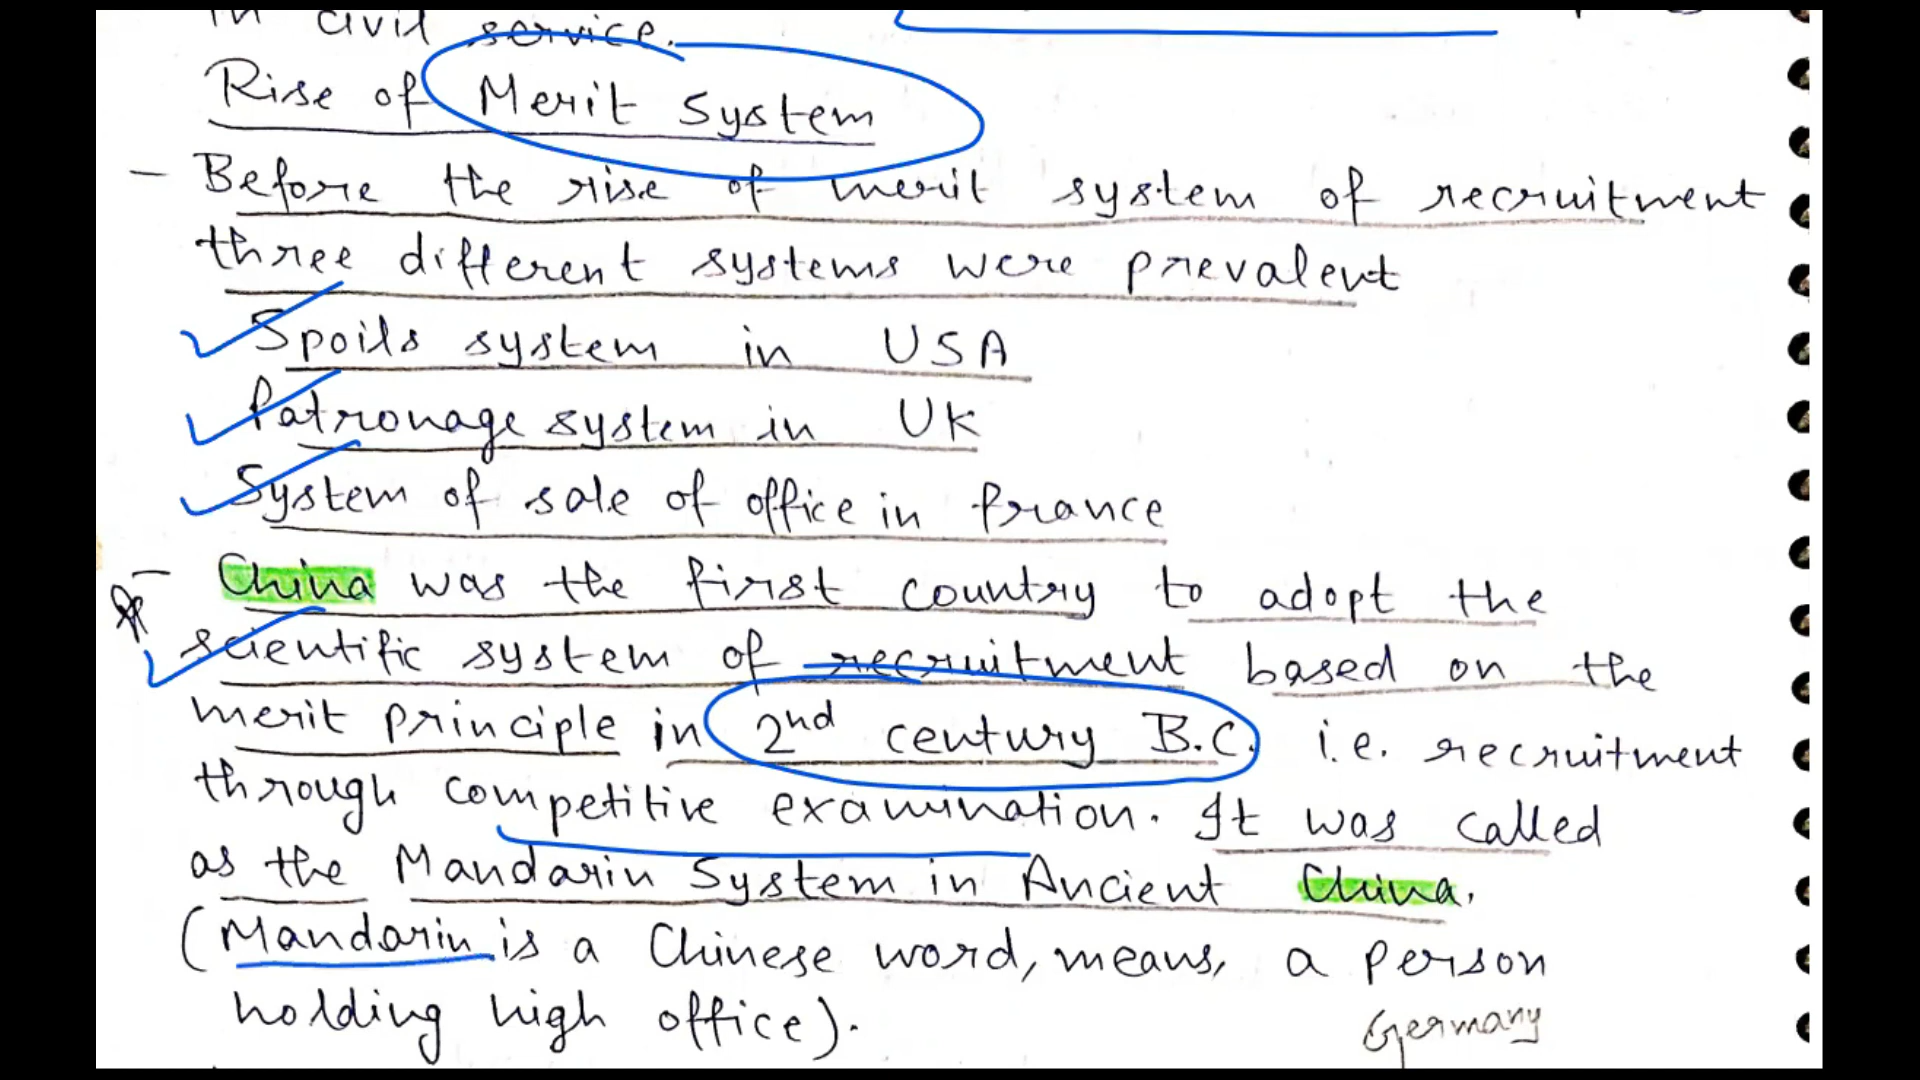 in civil service.
Rise of Merit System
- Before the rise of merit system of recruitment
three different systems were prevalent
Spoils system in USA
Patronage system in UK
System of sale of office in france
- China was the first country to adopt the
scientific system of recruitment based on the
merit principle in 2nd century B.C. i.e. recruitment
through competitive examination. It was called
as the Mandarin System in Ancient China.
(Mandarin is a Chinese word, means, a person
holding high office).
Germany